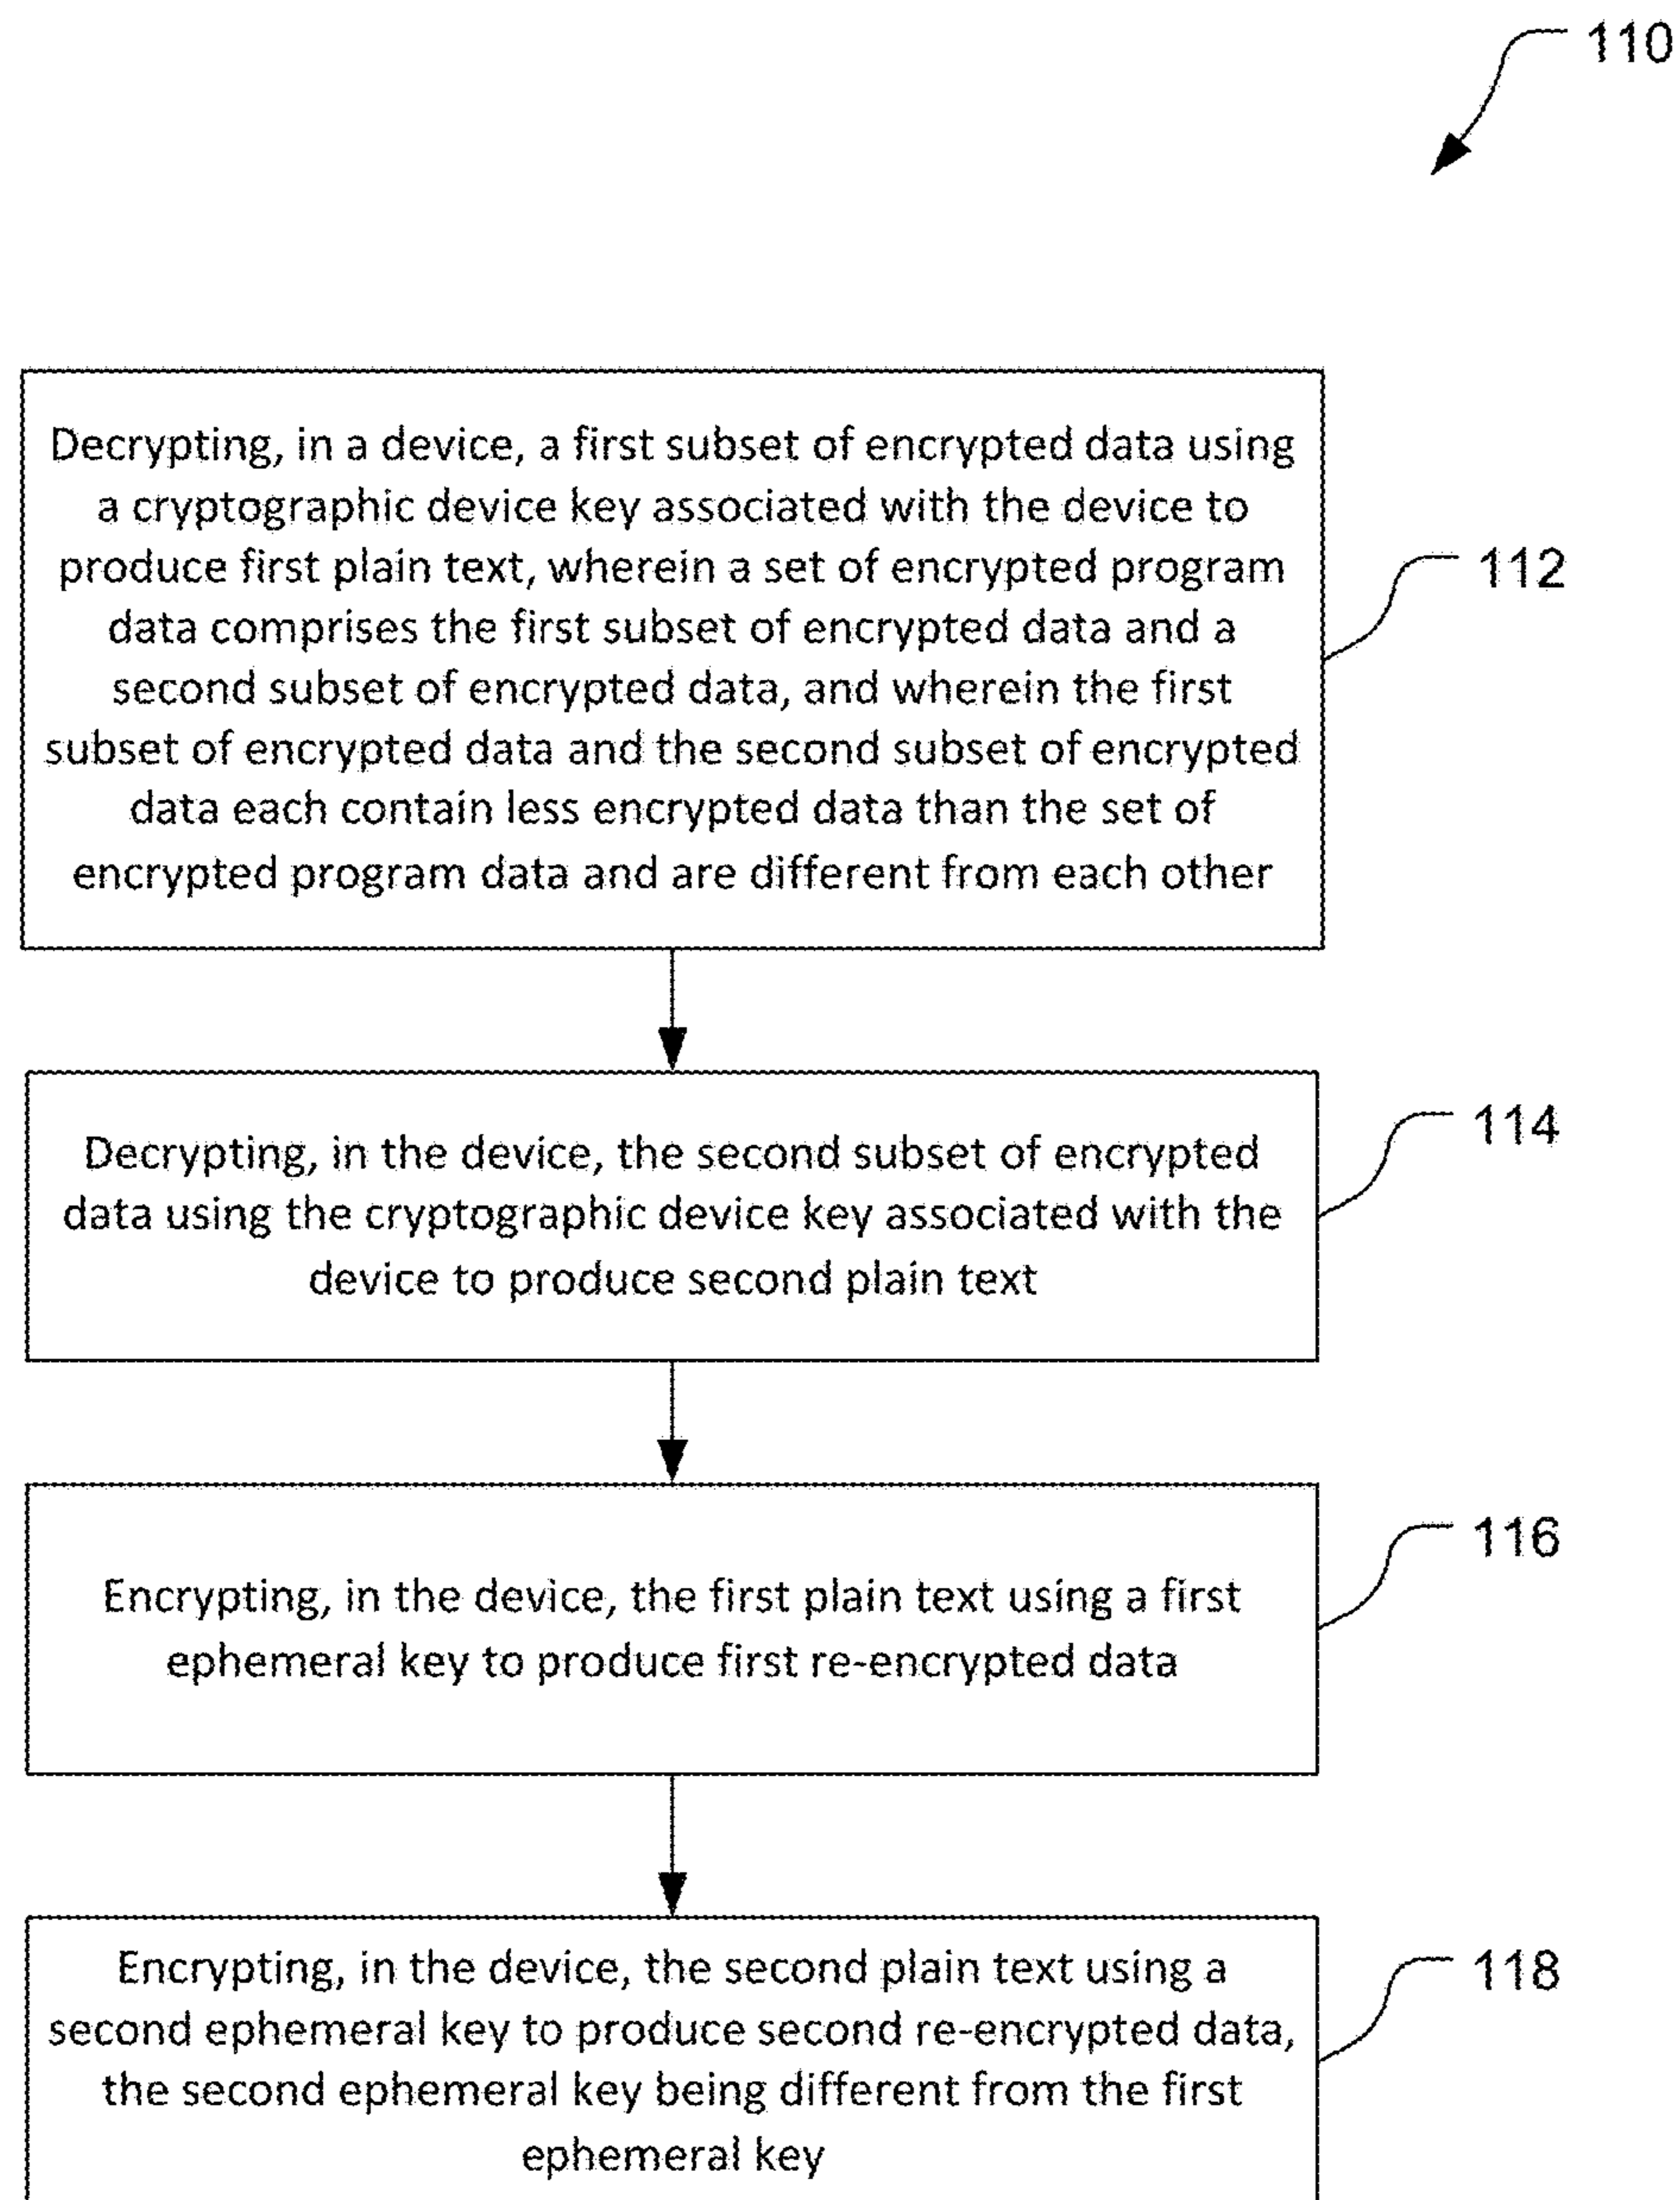 110
Decrypting, in a device, a first subset of encrypted data using
a cryptographic device key associated with the device to
produce first plain text, wherein a set of encrypted program
data comprises the first subset of encrypted data and a
second subset of encrypted data, and wherein the first
subset of encrypted data and the second subset of encrypted
data each contain less encrypted data than the set of
encrypted program data and are different from each other
112
Decrypting, in the device, the second subset of encrypted
data using the cryptographic device key associated with the
device to produce second plain text
114
Encrypting, in the device, the first plain text using a first
ephemeral key to produce first re-encrypted data
116
Encrypting, in the device, the second plain text using a
second ephemeral key to produce second re-encrypted data,
the second ephemeral key being different from the first
ephemeral key
118